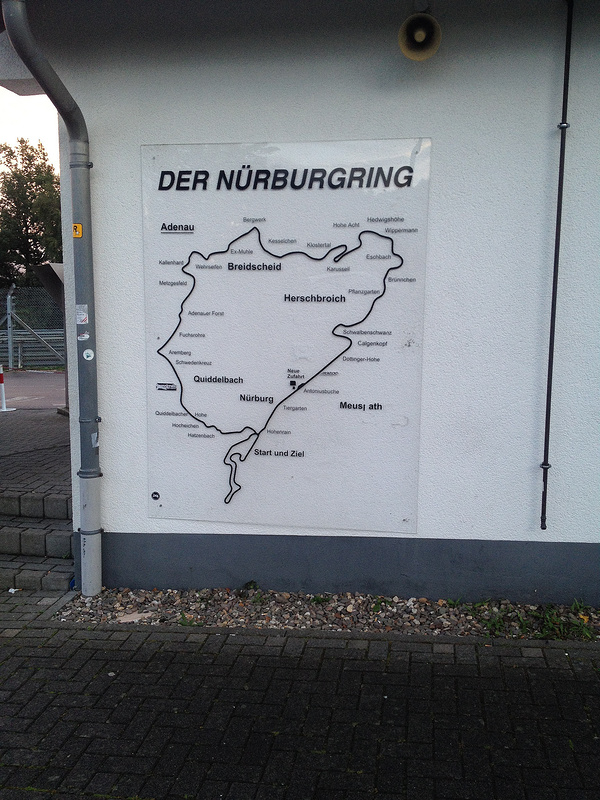 DER NÜRBURGRING
Adenau
Bergwerk
Hohe Acht
Hedwigshöhe
Wippermann
Kesselchen
Klostertal
Ex-Mühle
Eschbach
Kallenhard
Wehrseifen
Breidscheid
Karussell
Metzgesfeld
Brünnchen
Pflanzgarten
Herschbroich
Adenauer Forst
Fuchsröhre
Schwalbenschwanz
Galgenkopf
Aremberg
Schwedenkreuz
Döttinger-Höhe
Neue
Zufahrt
Quiddelbach
Antoniusbuche
Nürburg
Tiergarten
Meus ath
Quiddelbacher Höhe
Hocheichen
Hatzenbach
Hohenrain
Start und Ziel